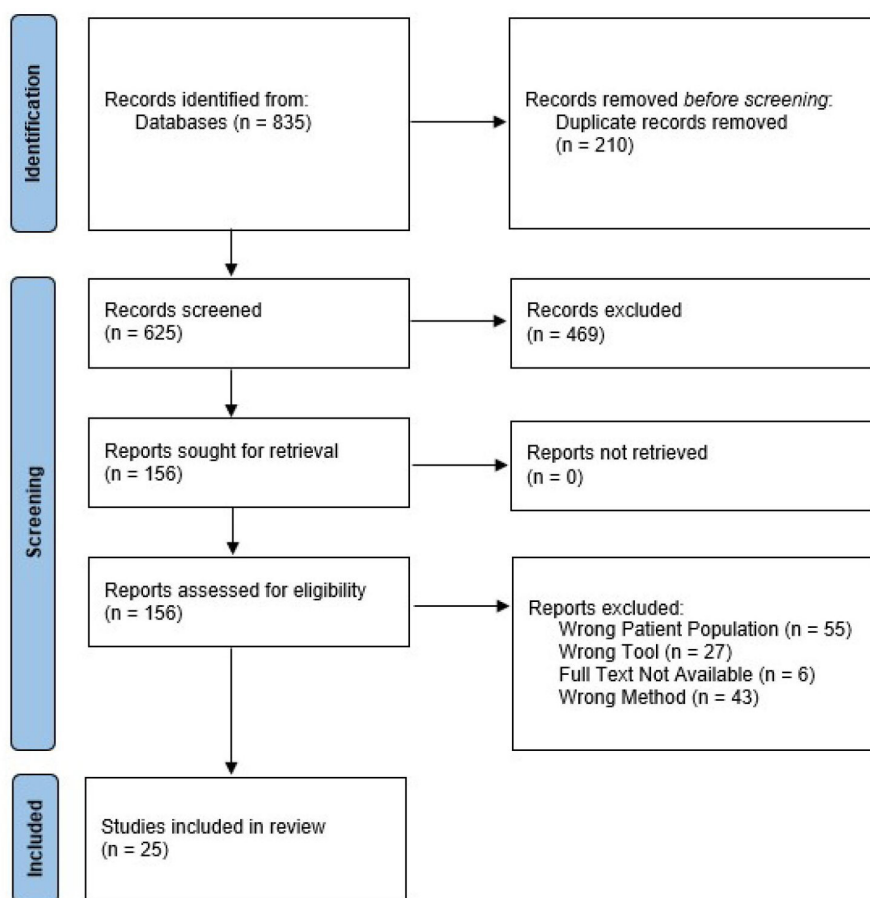 Identification
Records identified from:
Databases (n = 835)
Records removed before screening:
Duplicate records removed
(n = 210)
Screening
Records screened
(n = 625)
Records excluded
(n = 469)
Reports sought for retrieval
(n = 156)
Reports not retrieved
(n = 0)
Reports assessed for eligibility
(n = 156)
Reports excluded:
Wrong Patient Population (n = 55)
Wrong Tool (n = 27)
Full Text Not Available (n = 6)
Wrong Method (n = 43)
Included
Studies included in review
(n = 25)